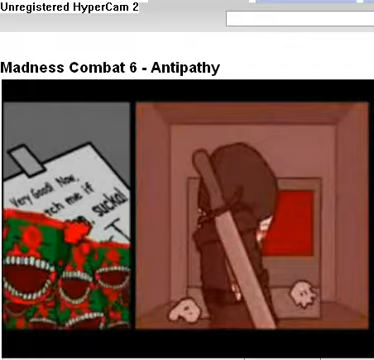 Unregistered HyperCam 2
Madness Combat 6 - Antipathy
Very Good! Now,
tch me if
n, sucka!